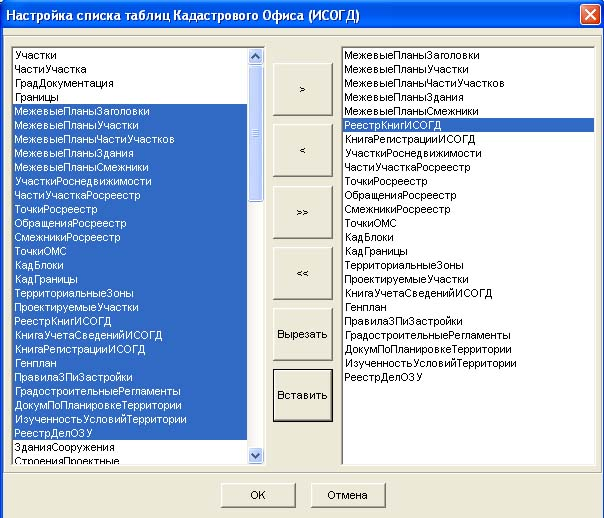 Настройка списка таблиц Кадастрового Офиса (ИСОГД)
Участки
ЧастиУчастка
ГрадДокументация
Границы
МежевыеПланыЗаголовки
МежевыеПланыУчастки
МежевыеПланыЧастиУчастков
МежевыеПланыЗдания
МежевыеПланыСмежники
УчасткиРоснедвижимости
ЧастиУчасткаРосреестр
ТочкиРосреестр
ОбращенияРосреестр
СмежникиРосреестр
ТочкиОМС
КадБлоки
КадГраницы
ТерриториальныеЗоны
ПроектируемыеУчастки
РеестрКнигИСОГД
КнигаУчетаСведенийИСОГД
КнигаРегистрацииИСОГД
Генплан
ПравилаЗПиЗастройки
ГрадостроительныеРегламенты
ДокумПоПланировкеТерритории
ИзученностьУсловийТерритории
РеестрДелОЗУ
ЗданияСооружения
СтроенияПроектные
>
<
>>
<<
Вырезать
Вставить
МежевыеПланыЗаголовки
МежевыеПланыУчастки
МежевыеПланыЧастиУчастков
МежевыеПланыЗдания
МежевыеПланыСмежники
РеестрКнигИСОГД
КнигаРегистрацииИСОГД
УчасткиРоснедвижимости
ЧастиУчасткаРосреестр
ТочкиРосреестр
ОбращенияРосреестр
СмежникиРосреестр
ТочкиОМС
КадБлоки
КадГраницы
ТерриториальныеЗоны
ПроектируемыеУчастки
КнигаУчетаСведенийИСОГД
Генплан
ПравилаЗПиЗастройки
ГрадостроительныеРегламенты
ДокумПоПланировкеТерритории
ИзученностьУсловийТерритории
РеестрДелОЗУ
OK
Отмена